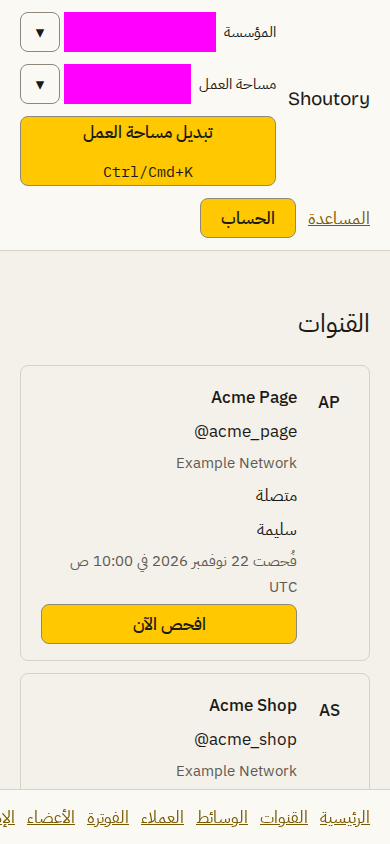 المؤسسة
▼
مساحة العمل
▼
Shoutory
تبديل مساحة العمل
Ctrl/Cmd+K
المساعدة
الحساب
القنوات
AP
Acme Page
@acme_page
Example Network
متصلة
سليمة
فُحصت 22 نوفمبر 2026 في 10:00 ص
UTC
افحص الآن
AS
Acme Shop
@acme_shop
Example Network
الرئيسية القنوات الوسائط العملاء الفوترة الأعضاء